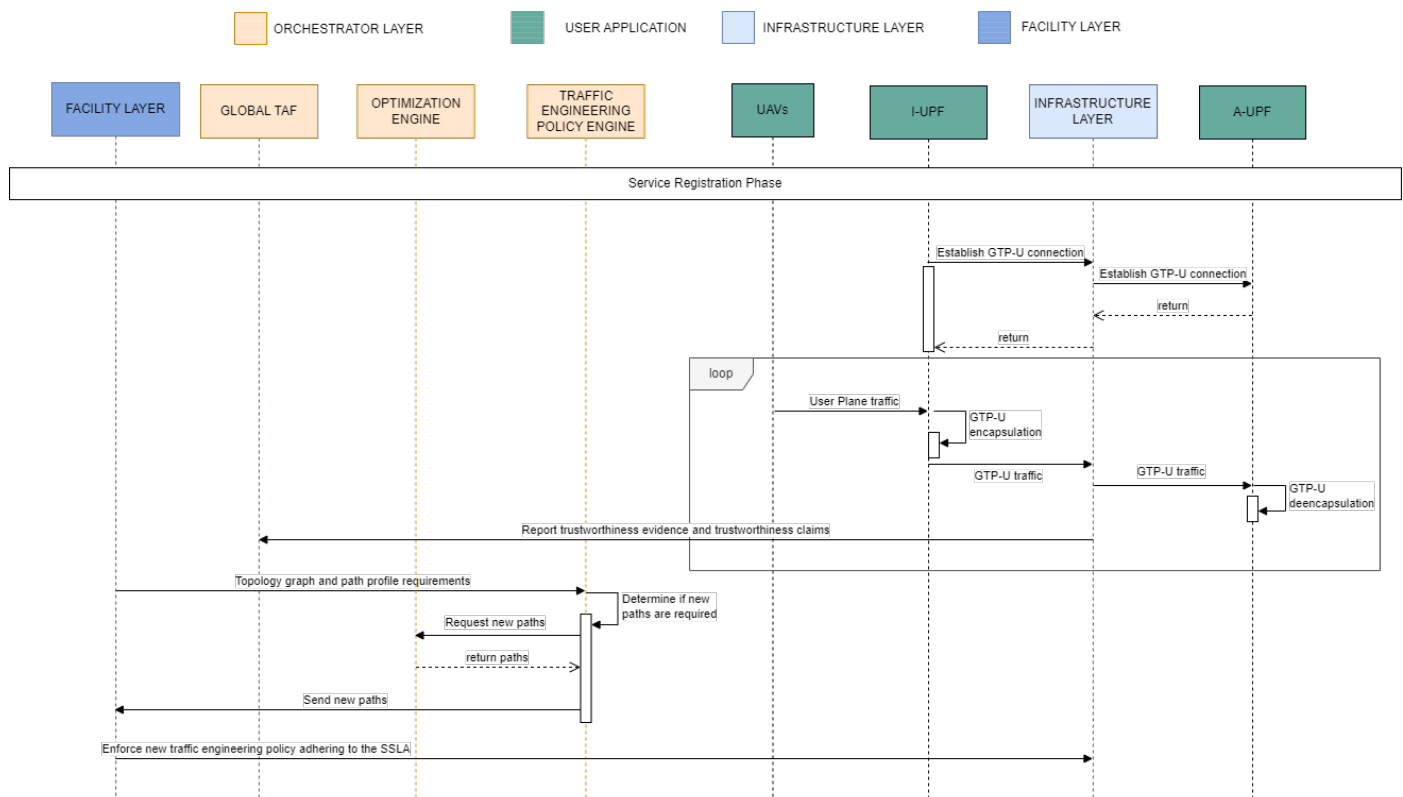 ORCHESTRATOR LAYER
USER APPLICATION
INFRASTRUCTURE LAYER
FACILITY LAYER
FACILITY LAYER
GLOBAL TAF
OPTIMIZATION
ENGINE
TRAFFIC
ENGINEERING
POLICY ENGINE
UAVs
I-UPF
INFRASTRUCTURE
LAYER
A-UPF
Service Registration Phase
Establish GTP-U connection
Establish GTP-U connection
return
return
loop
User Plane traffic
GTP-U
encapsulation
GTP-U traffic
GTP-U traffic
GTP-U
deencapsulation
Report trustworthiness evidence and trustworthiness claims
Topology graph and path profile requirements
Determine if new
paths are required
Request new paths
return paths
Send new paths
Enforce new traffic engineering policy adhering to the SSLA